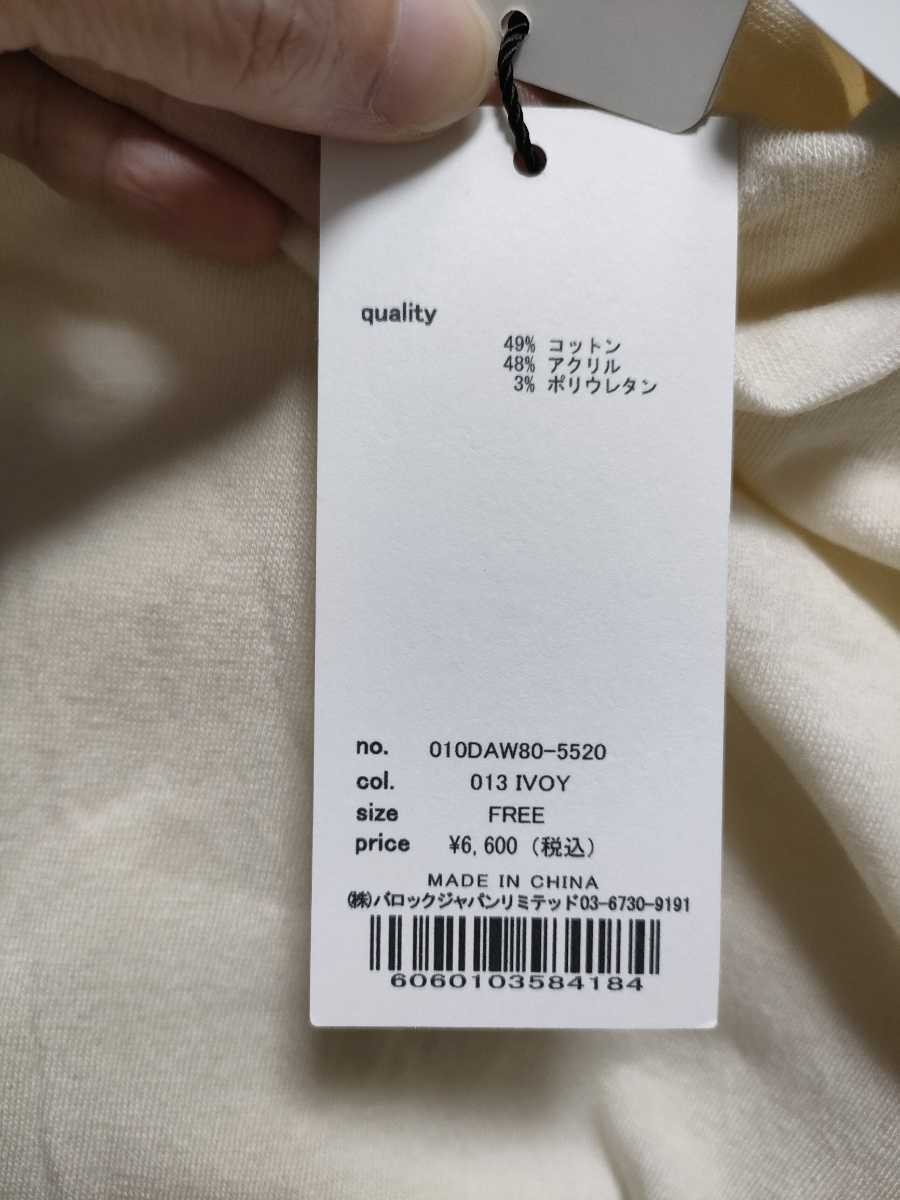 quality
49% コットン
48% アクリル
3% ポリウレタン
no. 010DAW80-5520
col. 013 IVOY
size FREE
price ¥6,600 (税込)
MADE IN CHINA
㈱バロックジャパンリミテッド03-6730-9191
6060103584184